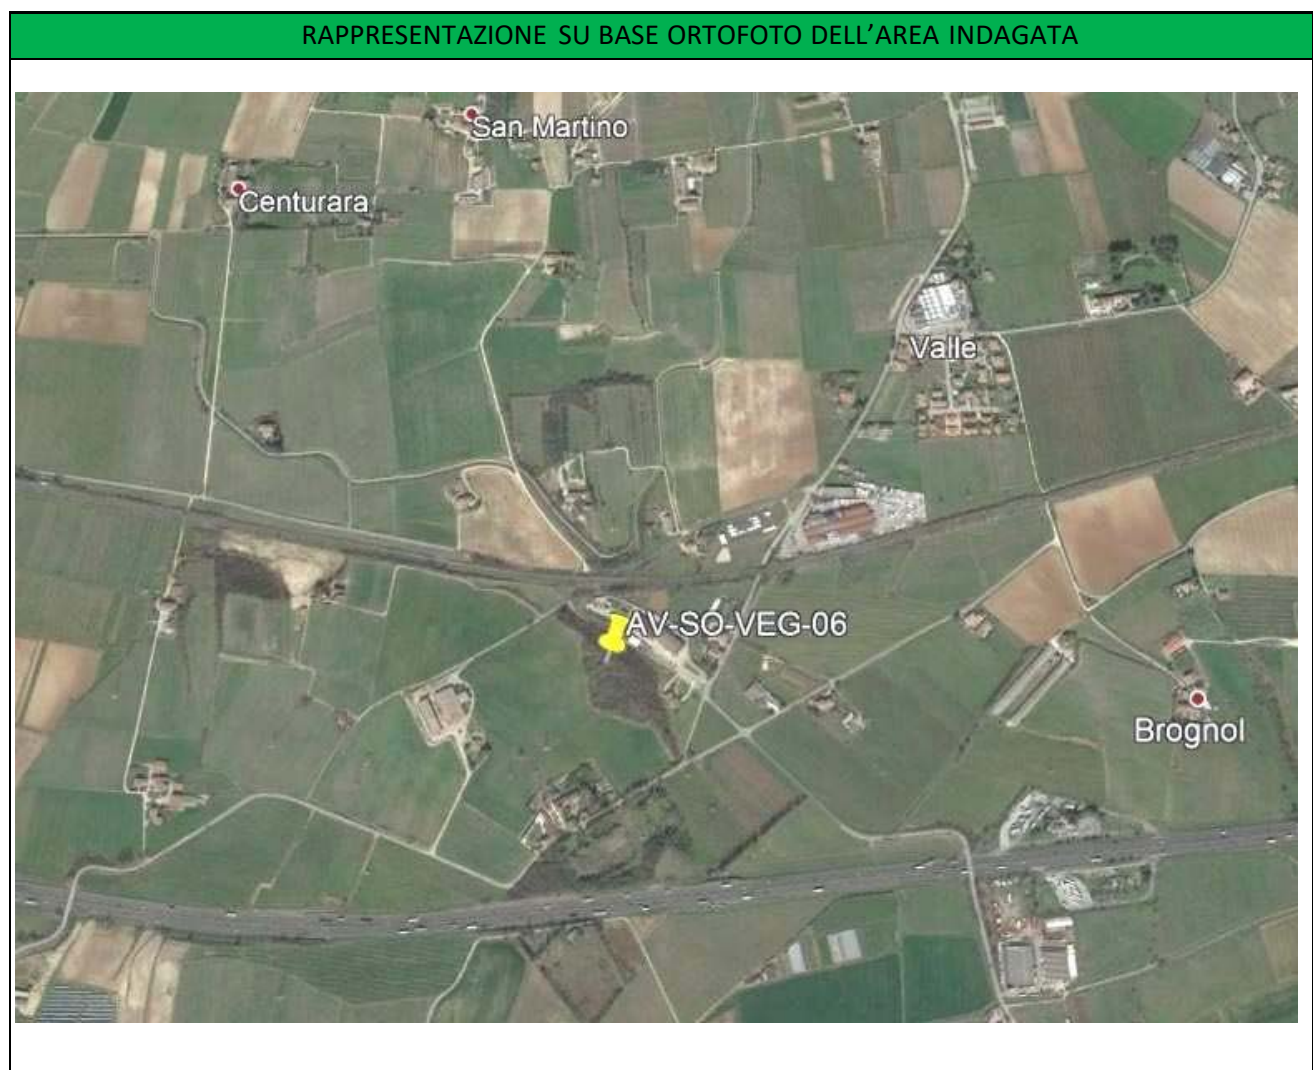 RAPPRESENTAZIONE SU BASE ORTOFOTO DELL’AREA INDAGATA
San Martino
Centurara
Valle
AV-SO-VEG-06
Brognol